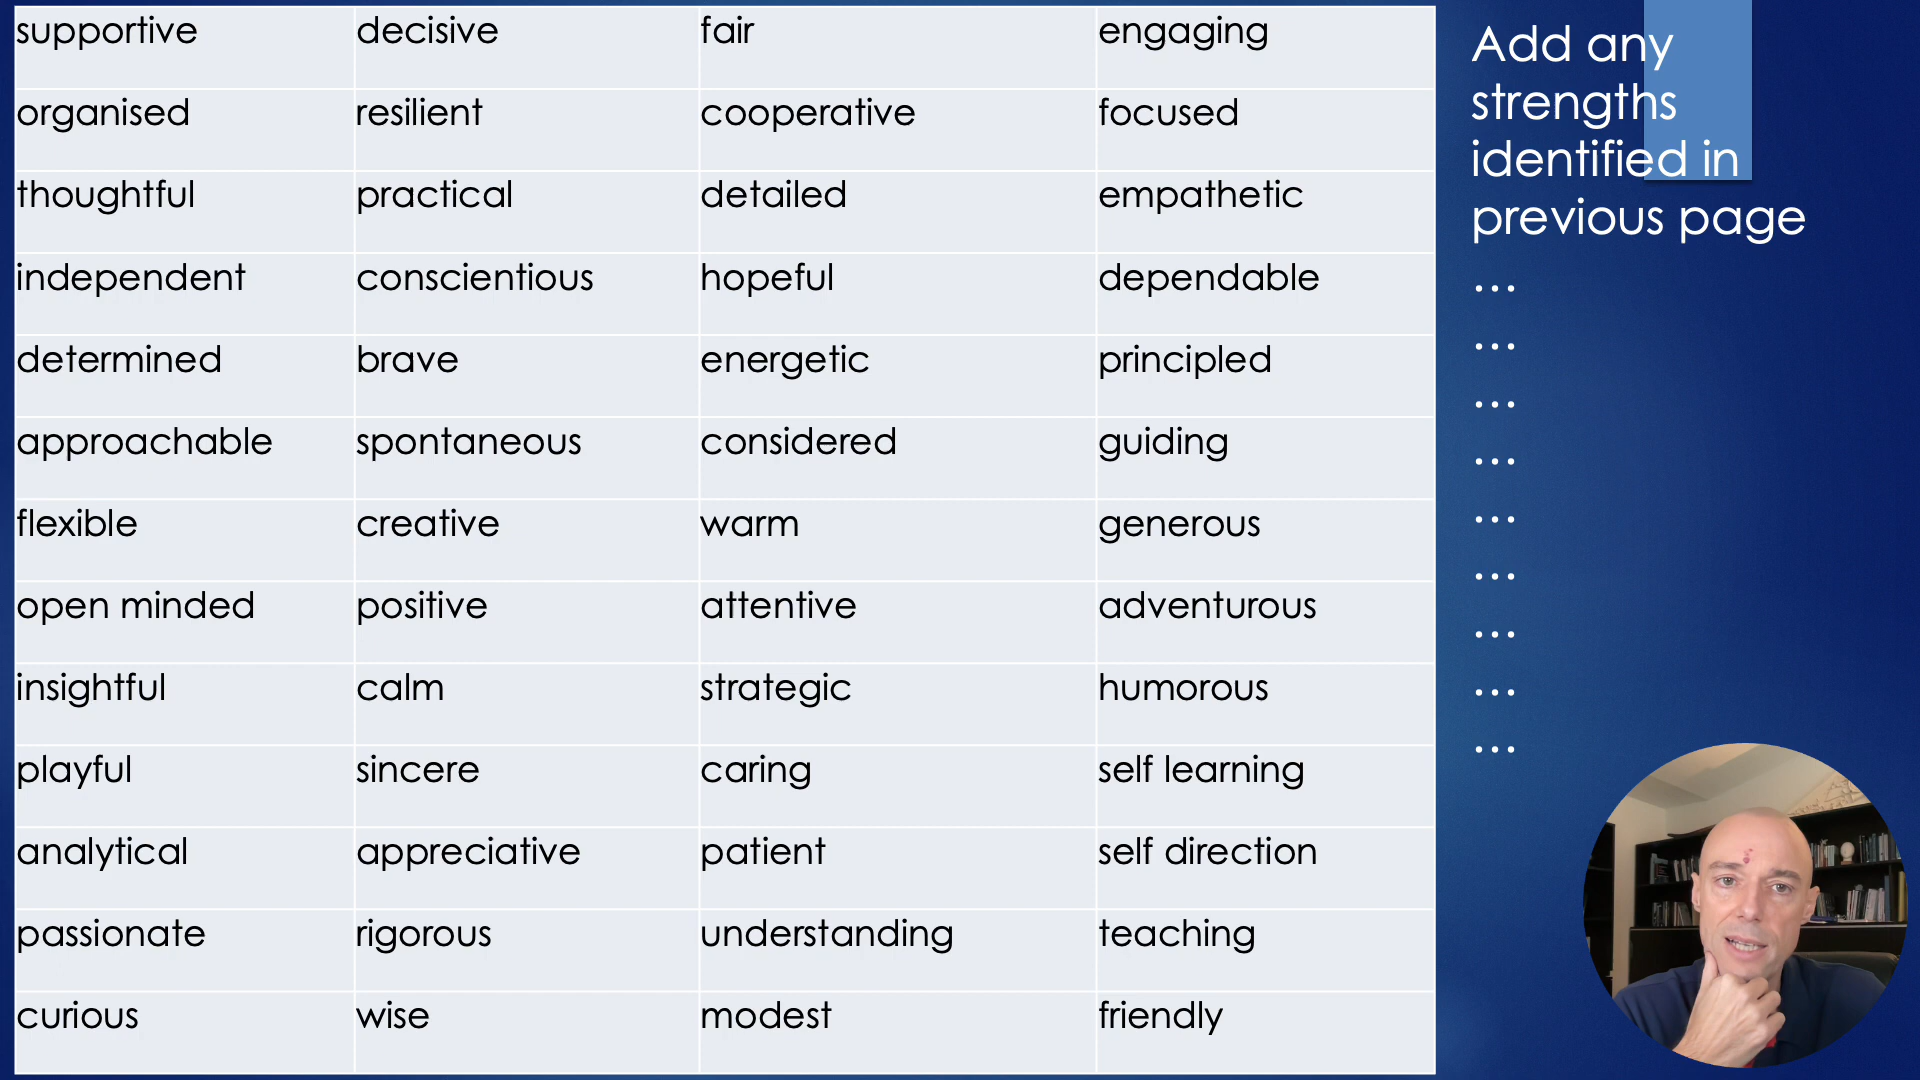 supportive decisive fair engaging
organised resilient cooperative focused
thoughtful practical detailed empathetic
independent conscientious hopeful dependable
determined brave energetic principled
approachable spontaneous considered guiding
flexible creative warm generous
open minded positive attentive adventurous
insightful calm strategic humorous
playful sincere caring self learning
analytical appreciative patient self direction
passionate rigorous understanding teaching
curious wise modest friendly
Add any
strengths
identified in
previous page
...
...
...
...
...
...
...
...
...